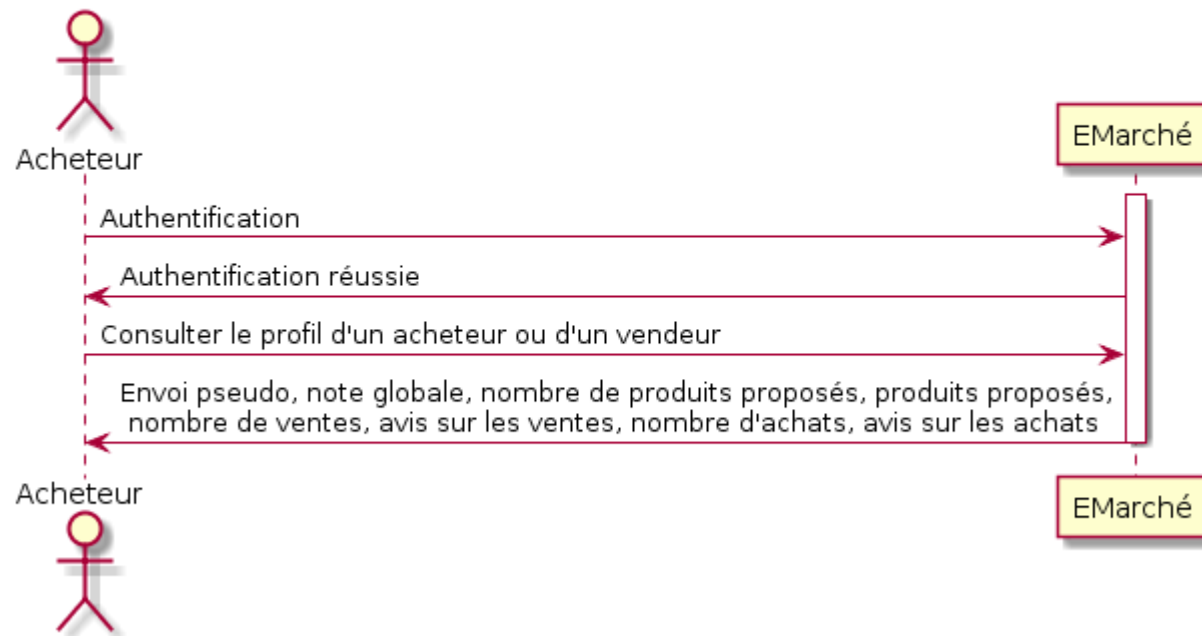 Acheteur
EMarché
Authentification
Authentification réussie
Consulter le profil d'un acheteur ou d'un vendeur
Envoi pseudo, note globale, nombre de produits proposés, produits proposés,
nombre de ventes, avis sur les ventes, nombre d'achats, avis sur les achats
Acheteur
EMarché